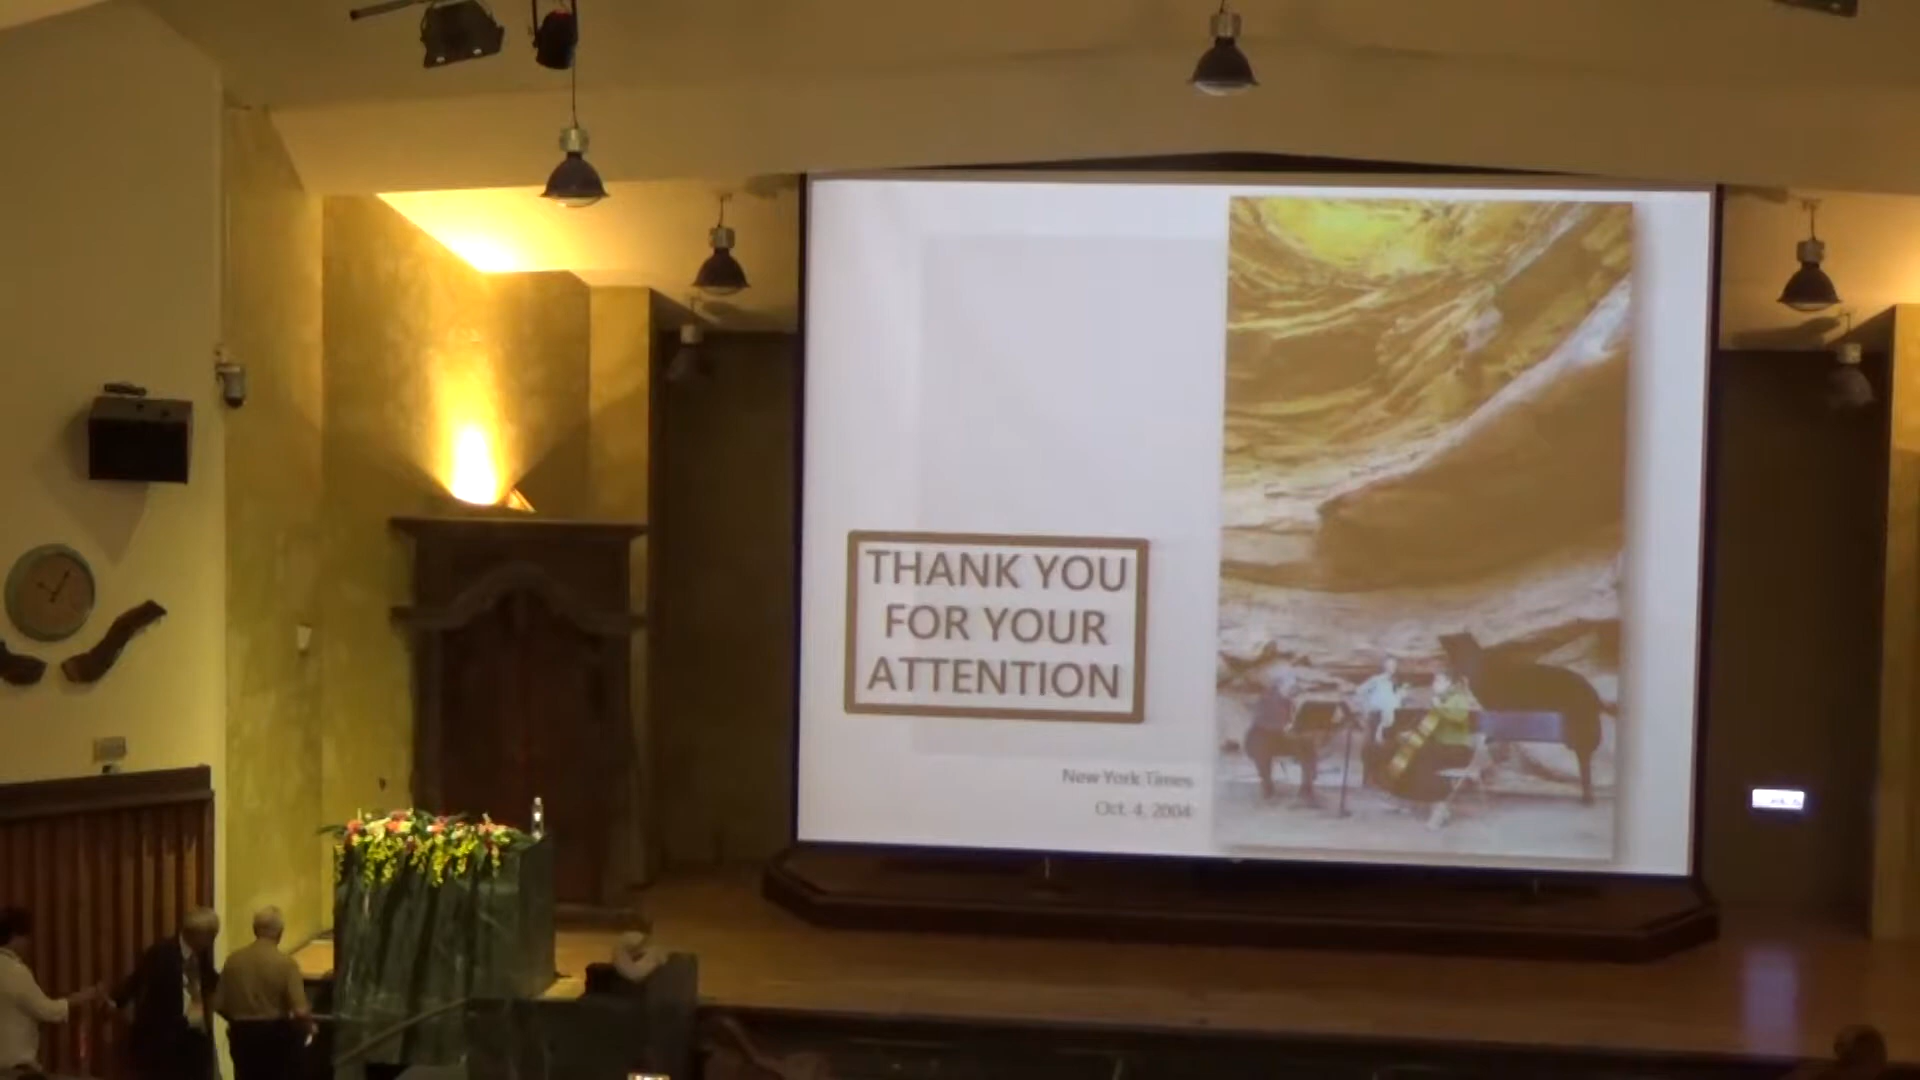 THANK YOU
FOR YOUR
ATTENTION
New York Times
Oct. 4, 2004